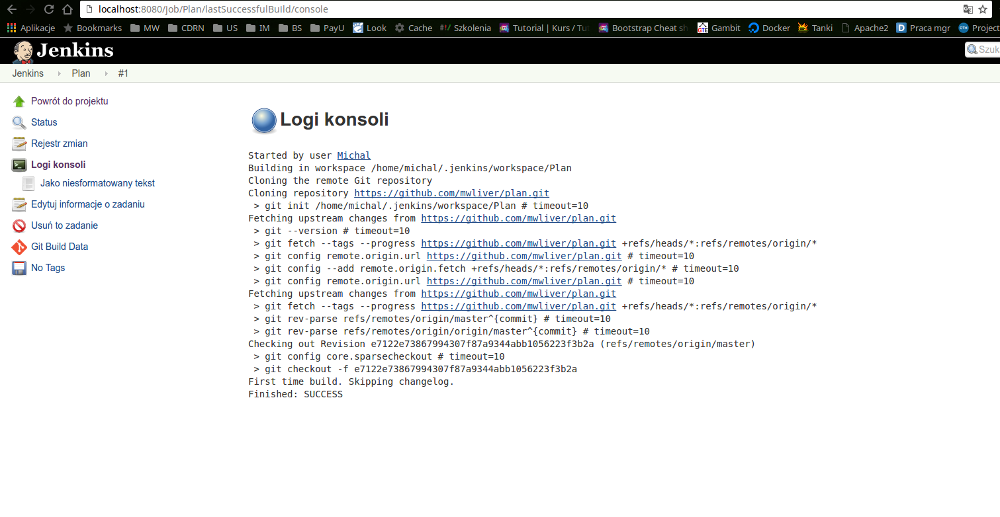 localhost:8080/job/Plan/lastSuccessfulBuild/console
Aplikacje Bookmarks MW CDRN US IM BS PayU Look Cache #!/ Szkolenia Tutorial | Kurs / Tut Bootstrap Cheat sh GTE Gambit Docker Tanki Apache2 D Praca mgr OTH Project
Jenkins
Szuk
Jenkins Plan #1
Powrót do projektu
Status
Rejestr zmian
Logi konsoli
Jako niesformatowany tekst
Edytuj informacje o zadaniu
Usuń to zadanie
Git Build Data
No Tags
Logi konsoli
Started by user Michal
Building in workspace /home/michal/.jenkins/workspace/Plan
Cloning the remote Git repository
Cloning repository https://github.com/mwliver/plan.git
> git init /home/michal/.jenkins/workspace/Plan # timeout=10
Fetching upstream changes from https://github.com/mwliver/plan.git
> git --version # timeout=10
> git fetch --tags --progress https://github.com/mwliver/plan.git +refs/heads/*:refs/remotes/origin/*
> git config remote.origin.url https://github.com/mwliver/plan.git # timeout=10
> git config --add remote.origin.fetch +refs/heads/*:refs/remotes/origin/* # timeout=10
> git config remote.origin.url https://github.com/mwliver/plan.git # timeout=10
Fetching upstream changes from https://github.com/mwliver/plan.git
> git fetch --tags --progress https://github.com/mwliver/plan.git +refs/heads/*:refs/remotes/origin/*
> git rev-parse refs/remotes/origin/master^{commit} # timeout=10
> git rev-parse refs/remotes/origin/origin/master^{commit} # timeout=10
Checking out Revision e7122e73867994307f87a9344abb1056223f3b2a (refs/remotes/origin/master)
> git config core.sparsecheckout # timeout=10
> git checkout -f e7122e73867994307f87a9344abb1056223f3b2a
First time build. Skipping changelog.
Finished: SUCCESS